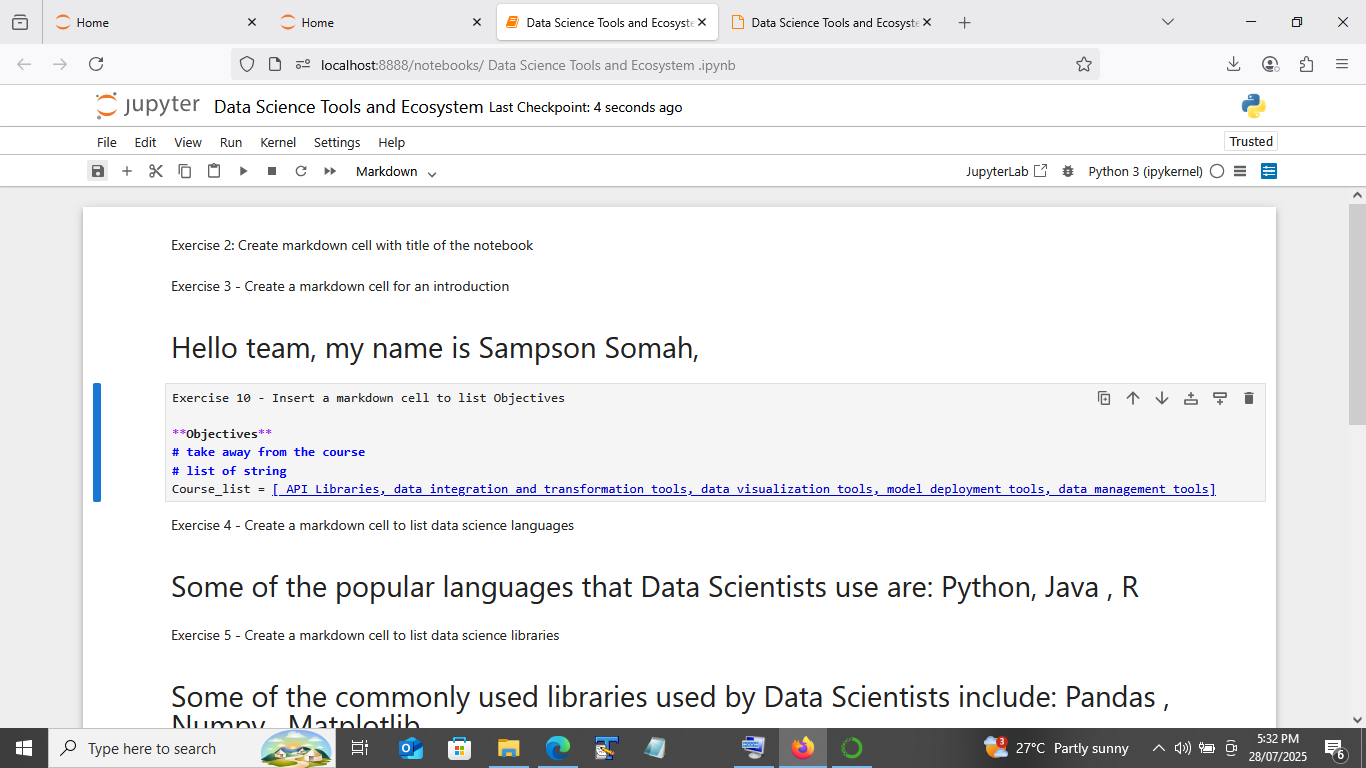 Home
Home
Data Science Tools and Ecosyste
Data Science Tools and Ecosyste
localhost:8888/notebooks/ Data Science Tools and Ecosystem .ipynb
jupyter Data Science Tools and Ecosystem Last Checkpoint: 4 seconds ago
File Edit View Run Kernel Settings Help
Trusted
Markdown
JupyterLab
Python 3 (ipykernel)
Exercise 2: Create markdown cell with title of the notebook
Exercise 3 - Create a markdown cell for an introduction
Hello team, my name is Sampson Somah,
Exercise 10 - Insert a markdown cell to list Objectives
**Objectives**
# take away from the course
# list of string
Course_list = [ API Libraries, data integration and transformation tools, data visualization tools, model deployment tools, data management tools]
Exercise 4 - Create a markdown cell to list data science languages
Some of the popular languages that Data Scientists use are: Python, Java , R
Exercise 5 - Create a markdown cell to list data science libraries
Some of the commonly used libraries used by Data Scientists include: Pandas ,
Numpy , Matplotlib
Type here to search
3
27°C Partly sunny
5:32 PM
28/07/2025
6